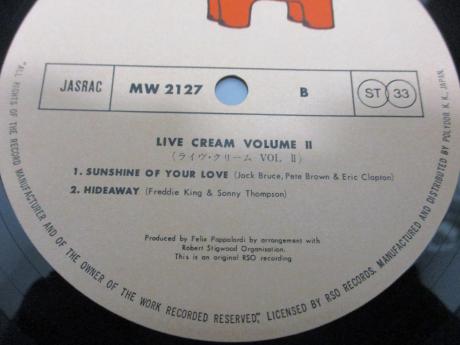 JASRAC
MW 2127
B
ST 33
LIVE CREAM VOLUME II
(ライヴ・クリーム VOL II)
1. SUNSHINE OF YOUR LOVE (Jack Bruce, Pete Brown & Eric Clapton)
2. HIDEAWAY (Freddie King & Sonny Thompson)
Produced by Felix Pappalardi by arrangement with
Robert Stigwood Organisation.
This is an original RSO recording
"ALL RIGHTS OF THE RECORD MANUFACTURER AND OF THE OWNER OF THE WORK RECORDED RESERVED", LICENSED BY RSO RECORDS. MANUFACTURED AND DISTRIBUTED BY POLYDOR K. K., JAPAN.